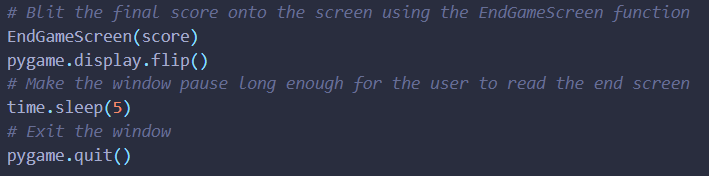 # Blit the final score onto the screen using the EndGameScreen function
EndGameScreen(score)
pygame.display.flip()
# Make the window pause long enough for the user to read the end screen
time.sleep(5)
# Exit the window
pygame.quit()